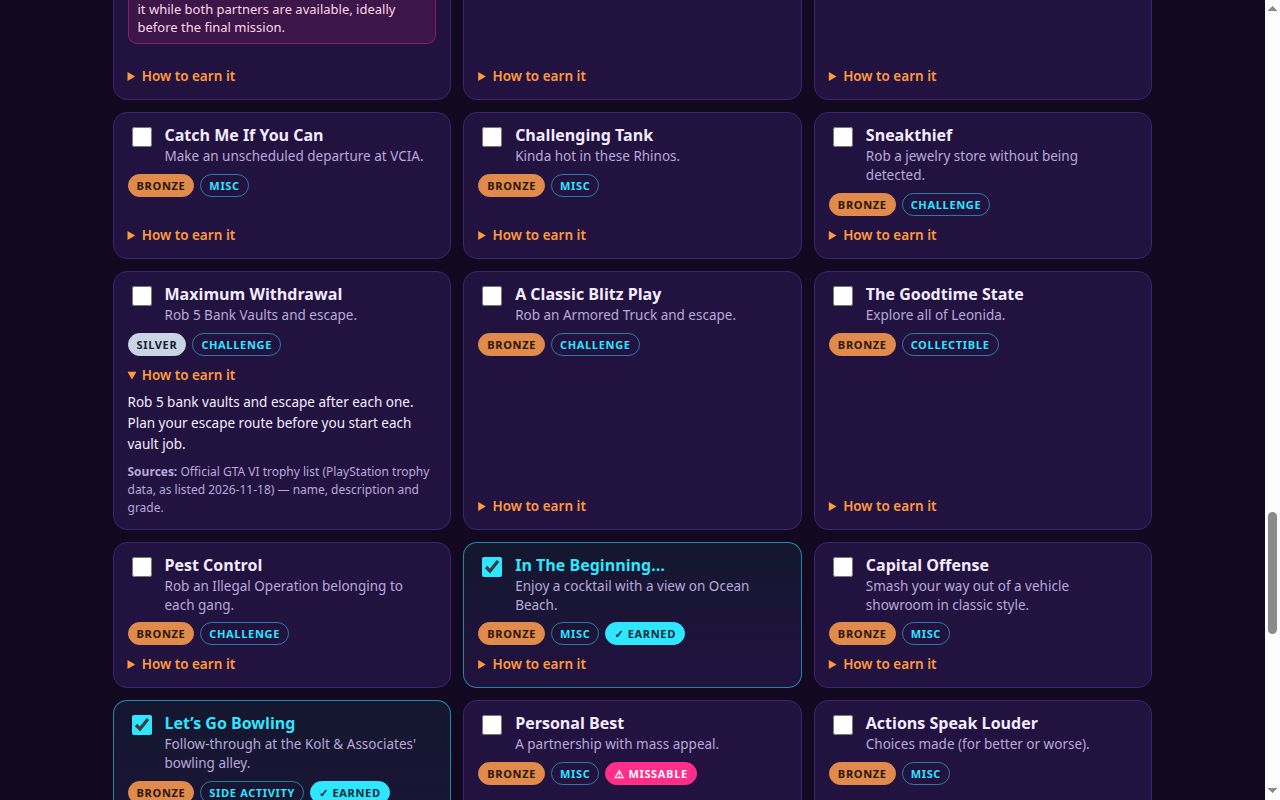 it while both partners are available, ideally
before the final mission.
How to earn it
How to earn it
How to earn it
Catch Me If You Can
Make an unscheduled departure at VCIA.
BRONZE MISC
How to earn it
Challenging Tank
Kinda hot in these Rhinos.
BRONZE MISC
How to earn it
Sneakthief
Rob a jewelry store without being
detected.
BRONZE CHALLENGE
How to earn it
Maximum Withdrawal
Rob 5 Bank Vaults and escape.
SILVER CHALLENGE
How to earn it
Rob 5 bank vaults and escape after each one.
Plan your escape route before you start each
vault job.
Sources: Official GTA VI trophy list (PlayStation trophy
data, as listed 2026-11-18) — name, description and
grade.
A Classic Blitz Play
Rob an Armored Truck and escape.
BRONZE CHALLENGE
How to earn it
The Goodtime State
Explore all of Leonida.
BRONZE COLLECTIBLE
How to earn it
Pest Control
Rob an Illegal Operation belonging to
each gang.
BRONZE CHALLENGE
How to earn it
In The Beginning...
Enjoy a cocktail with a view on Ocean
Beach.
BRONZE MISC ✓ EARNED
How to earn it
Capital Offense
Smash your way out of a vehicle
showroom in classic style.
BRONZE MISC
How to earn it
Let's Go Bowling
Follow-through at the Kolt & Associates'
bowling alley.
BRONZE SIDE ACTIVITY ✓ EARNED
Personal Best
A partnership with mass appeal.
BRONZE MISC ⚠ MISSABLE
Actions Speak Louder
Choices made (for better or worse).
BRONZE MISC